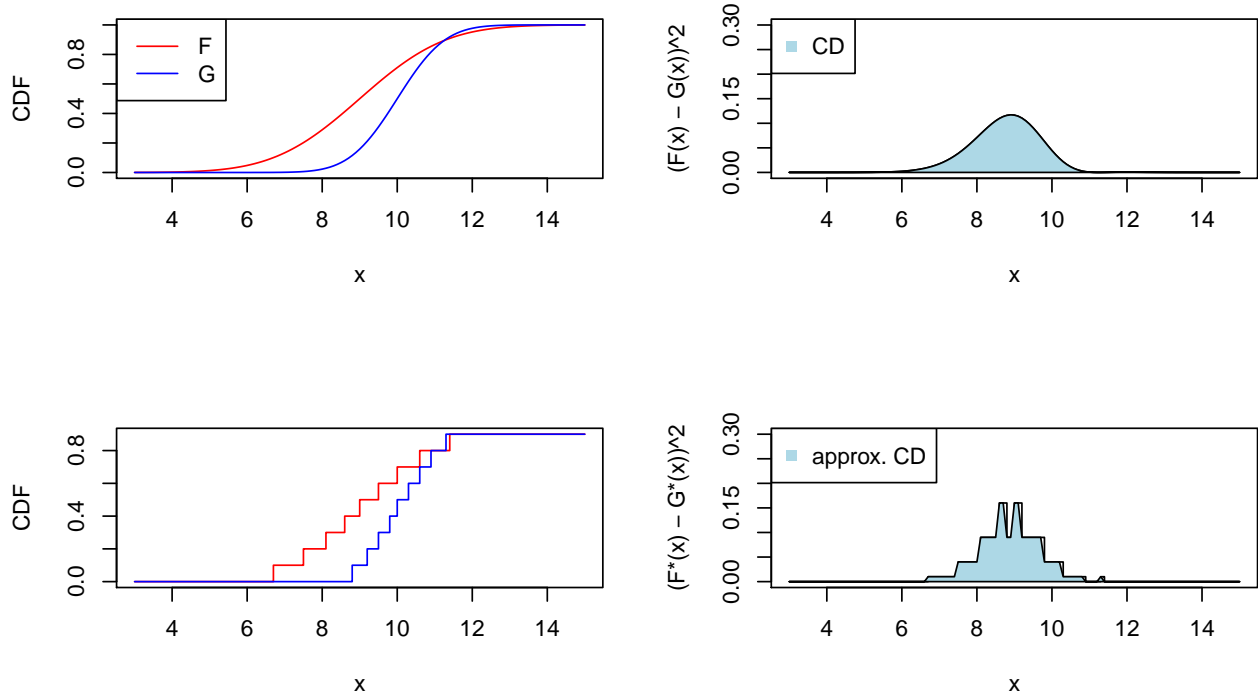 CDF
0.0 0.4 0.8
F
G
4 6 8 10 12 14
x
(F(x) − G(x))^2
0.00 0.15 0.30
CD
4 6 8 10 12 14
x
CDF
0.0 0.4 0.8
4 6 8 10 12 14
x
(F*(x) − G*(x))^2
0.00 0.15 0.30
approx. CD
4 6 8 10 12 14
x